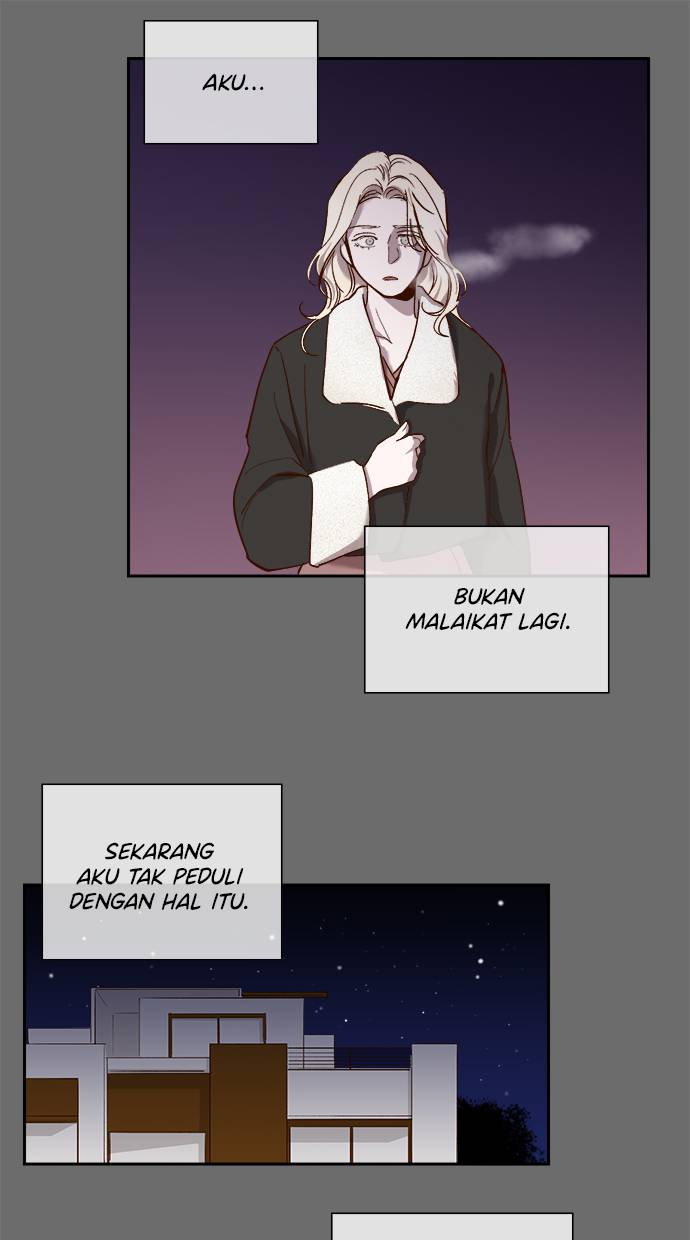 AKU...
BUKAN
MALAIKAT LAGI.
SEKARANG
AKU TAK PEDULI
DENGAN HAL ITU.